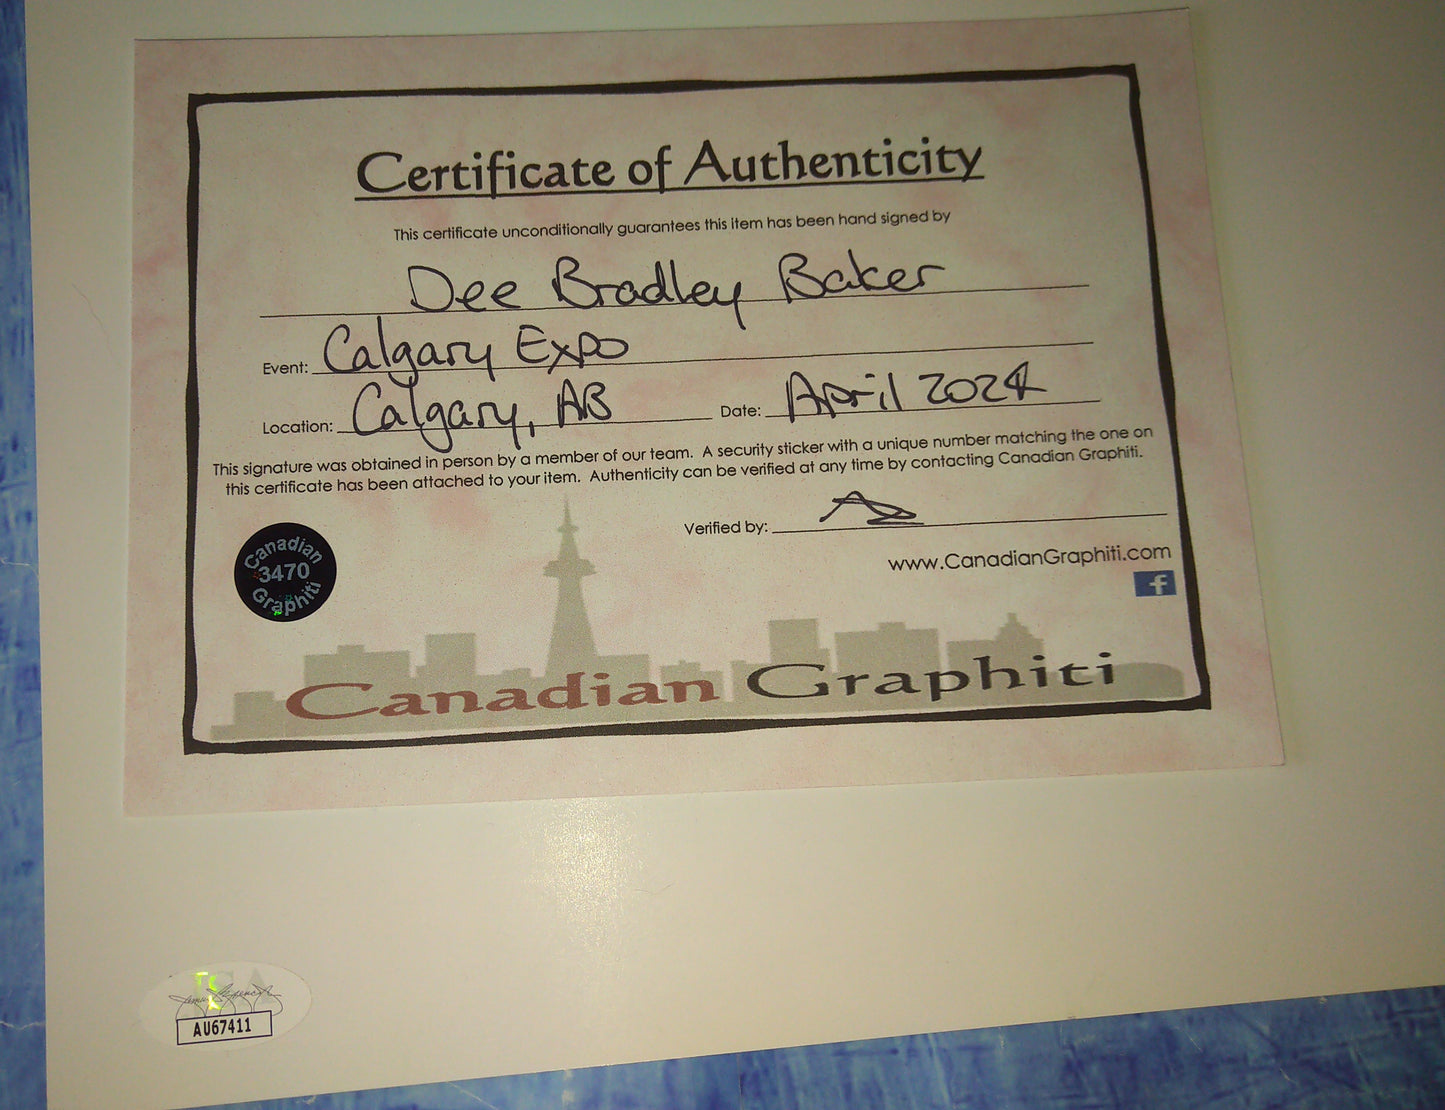 Certificate of Authenticity
This certificate unconditionally guarantees this item has been hand signed by
Dee Bradley Baker
Event: Calgary Expo
Location: Calgary, AB Date: April 2024
This signature was obtained in person by a member of our team. A security sticker with a unique number matching the one on
this certificate has been attached to your item. Authenticity can be verified at any time by contacting Canadian Graphiti.
Verified by:
www.CanadianGraphiti.com
f
Canadian
3470
Graphiti
Canadian Graphiti
AU67411